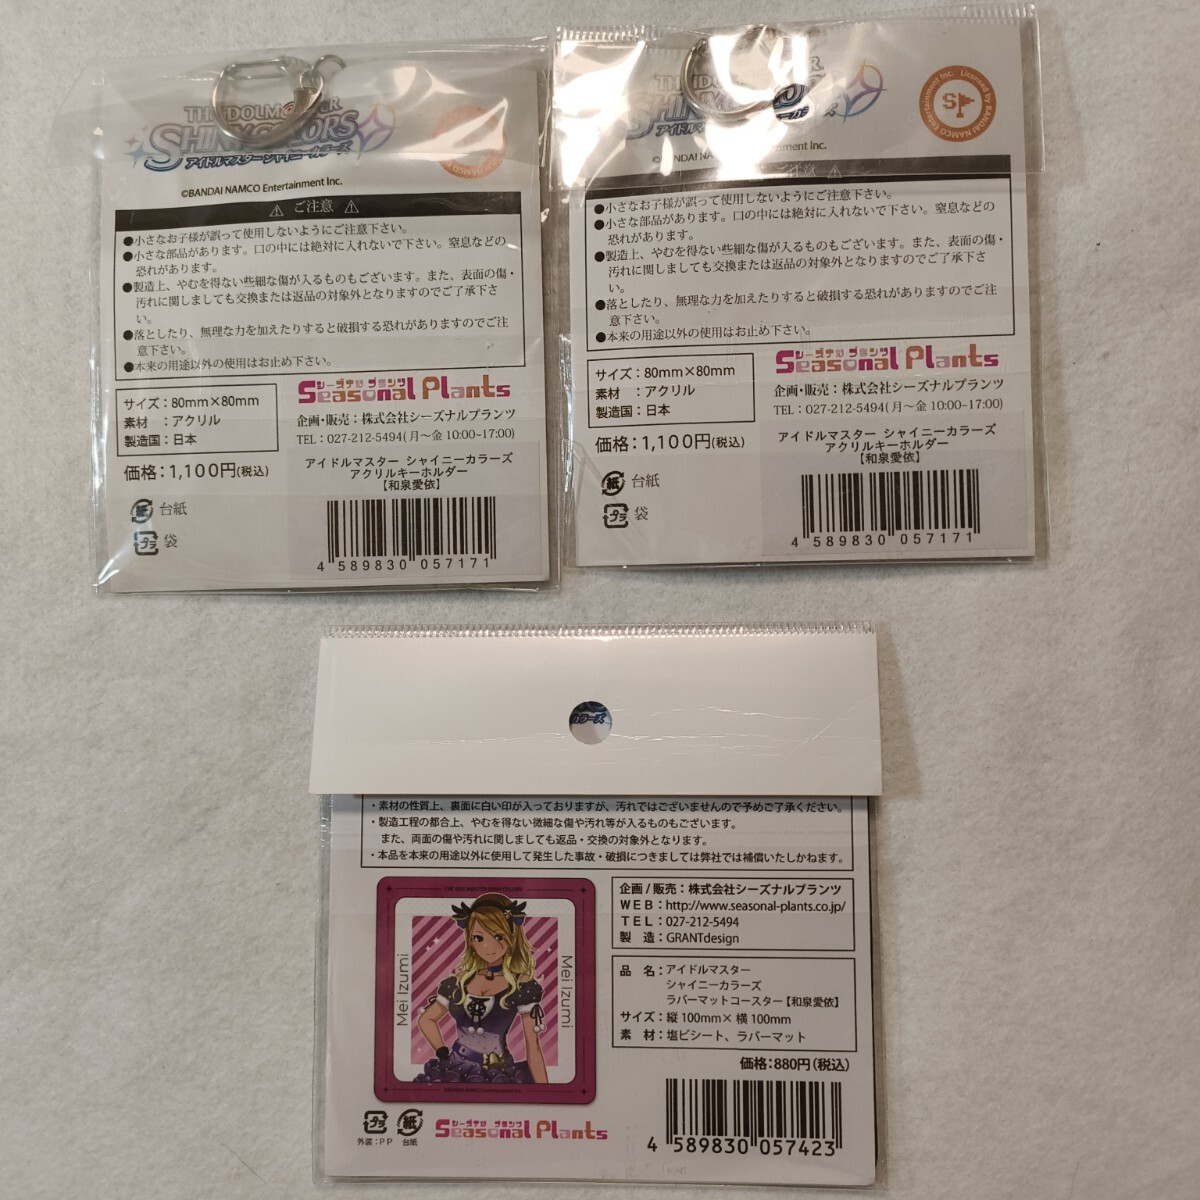 THE IDOLM@STER
SHINY COLORS
アイドルマスター シャイニーカラーズ
©BANDAI NAMCO Entertainment Inc.
⚠ ご注意 ⚠
●小さなお子様が誤って使用しないようにご注意下さい。
●小さな部品があります。口の中には絶対に入れないで下さい。窒息などの
恐れがあります。
●製造上、やむを得ない些細な傷が入るものもございます。また、表面の傷・
汚れに関しましても交換または返品の対象外となりますのでご了承下さ
い。
●落としたり、無理な力を加えたりすると破損する恐れがありますのでご注
意下さい。
●本来の用途以外の使用はお止め下さい。
サイズ：80mm×80mm
素材　：アクリル
製造国：日本
価格：1,100円(税込)
紙 台紙
プラ 袋
シーズナル プランツ
Seasonal Plants
企画・販売：株式会社シーズナルプランツ
TEL：027-212-5494(月～金 10:00~17:00)
アイドルマスター シャイニーカラーズ
アクリルキーホルダー
【和泉愛依】
4 589830 057171
Licensed by BANDAI NAMCO Entertainment Inc.
©BANDAI NAM
●小さなお子様が誤って使用しないようにご注意下さい。
●小さな部品があります。口の中には絶対に入れないで下さい。窒息などの
恐れがあります。
●製造上、やむを得ない些細な傷が入るものもございます。また、表面の傷・
汚れに関しましても交換または返品の対象外となりますのでご了承下さ
い。
●落としたり、無理な力を加えたりすると破損する恐れがありますのでご注
意下さい。
●本来の用途以外の使用はお止め下さい。
サイズ：80mm×80mm
素材　：アクリル
製造国：日本
価格：1,100円(税込)
紙 台紙
プラ 袋
シーズナル プランツ
Seasonal Plants
企画・販売：株式会社シーズナルプランツ
TEL：027-212-5494(月～金 10:00~17:00)
アイドルマスター シャイニーカラーズ
アクリルキーホルダー
【和泉愛依】
4 589830 057171
カラーズ
・素材の性質上、裏面に白い印が入っておりますが、汚れではございませんので予めご了承ください。
・製造工程の都合上、やむを得ない微細な傷や汚れ等が入るものもございます。
また、両面の傷や汚れに関しましても返品・交換の対象外となります。
・本品を本来の用途以外に使用して発生した事故・破損につきましては弊社では補償いたしかねます。
Mei Izumi
Mei Izumi
企画/販売：株式会社シーズナルプランツ
WEB：http://www.seasonal-plants.co.jp/
TEL：027-212-5494
製　造：GRANTdesign
品　名：アイドルマスター
シャイニーカラーズ
ラバーマットコースター【和泉愛依】
サイズ：縦100mm×横100mm
素　材：塩ビシート、ラバーマット
価格：880円(税込)
プラ 外装：PP
紙 台紙
シーズナル プランツ
Seasonal Plants
4 589830 057423